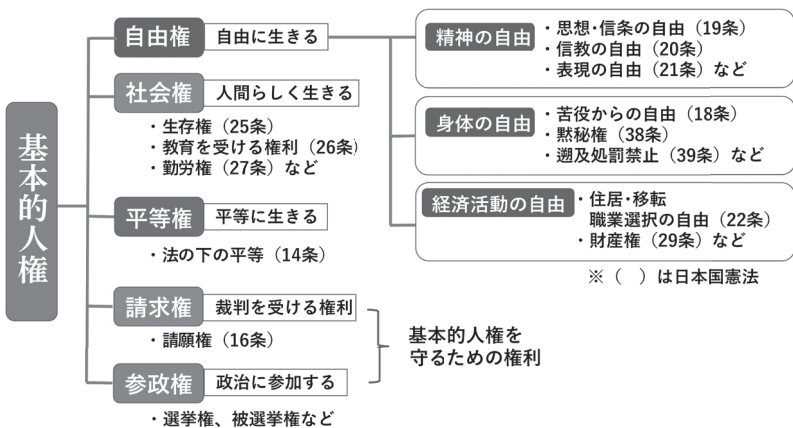 基本的人権
自由権 自由に生きる
精神の自由
・思想・信条の自由（19条）
・信教の自由（20条）
・表現の自由（21条）など
身体の自由
・苦役からの自由（18条）
・黙秘権（38条）
・遡及処罰禁止（39条）など
経済活動の自由
・住居・移転
職業選択の自由（22条）
・財産権（29条）など
※（　）は日本国憲法
社会権 人間らしく生きる
・生存権（25条）
・教育を受ける権利（26条）
・勤労権（27条）など
平等権 平等に生きる
・法の下の平等（14条）
請求権 裁判を受ける権利
・請願権（16条）
参政権 政治に参加する
・選挙権、被選挙権など
基本的人権を
守るための権利